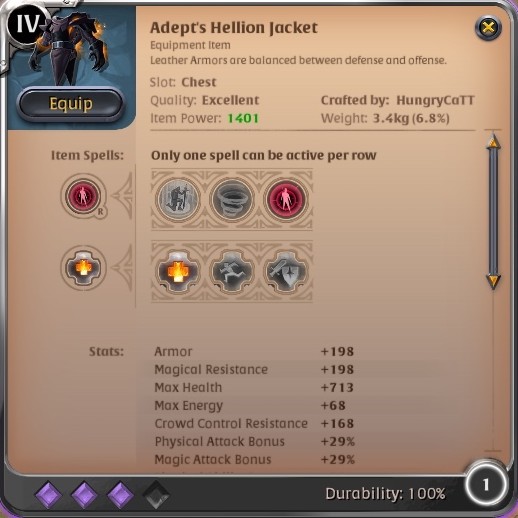 IV
Adept's Hellion Jacket
Equipment Item
Leather Armors are balanced between defense and offense.
Slot: Chest
Quality: Excellent Crafted by: HungryCaTT
Item Power: 1401 Weight: 3.4kg (6.8%)
Equip
Item Spells: Only one spell can be active per row
R
Stats: Armor +198
Magical Resistance +198
Max Health +713
Max Energy +68
Crowd Control Resistance +168
Physical Attack Bonus +29%
Magic Attack Bonus +29%
Durability: 100% 1